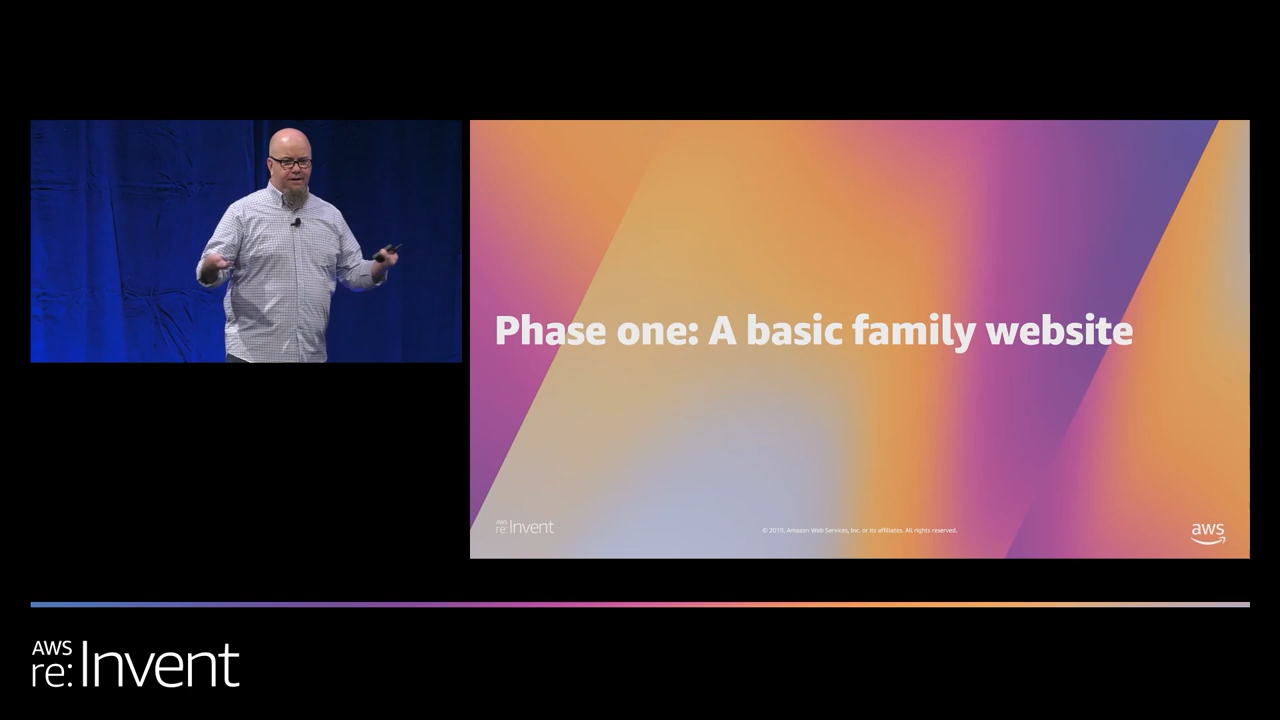 Phase one: A basic family website
AWS
re:Invent
© 2019, Amazon Web Services, Inc. or its affiliates. All rights reserved.
aws
AWS
re:Invent